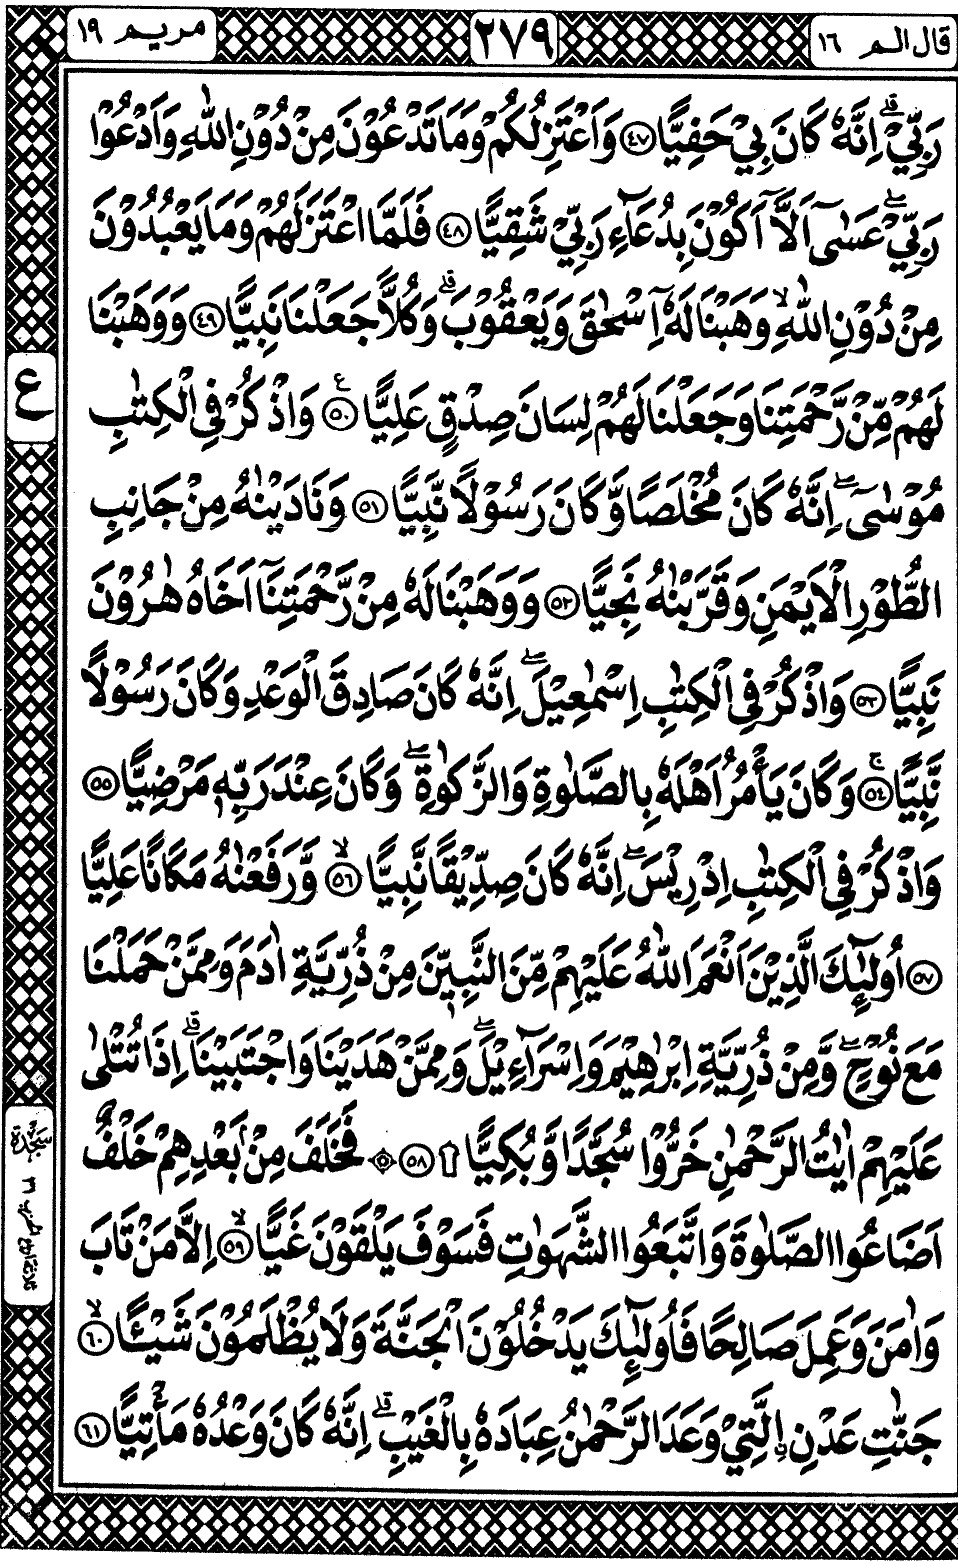 قال الم ١٦
٢٧٩
مريم ١٩
رَبِّيْ ۗ اِنَّهٗ كَانَ بِيْ حَفِيًّا ﴿٤٧﴾ وَاَعْتَزِلُكُمْ وَمَا تَدْعُوْنَ مِنْ دُوْنِ اللّٰهِ وَاَدْعُوْا
رَبِّيْ ۖ عَسٰٓى اَلَّآ اَكُوْنَ بِدُعَآءِ رَبِّيْ شَقِيًّا ﴿٤٨﴾ فَلَمَّا اعْتَزَلَهُمْ وَمَا يَعْبُدُوْنَ
مِنْ دُوْنِ اللّٰهِ ۙ وَهَبْنَا لَهٗٓ اِسْحٰقَ وَيَعْقُوْبَ ۗ وَكُلًّا جَعَلْنَا نَبِيًّا ﴿٤٩﴾ وَوَهَبْنَا
لَهُمْ مِّنْ رَّحْمَتِنَا وَجَعَلْنَا لَهُمْ لِسَانَ صِدْقٍ عَلِيًّا ﴿٥٠﴾ ع وَاذْكُرْ فِى الْكِتٰبِ
ع
مُوْسٰٓى ۖ اِنَّهٗ كَانَ مُخْلَصًا وَّكَانَ رَسُوْلًا نَّبِيًّا ﴿٥١﴾ وَنَادَيْنٰهُ مِنْ جَانِبِ
الطُّوْرِ الْاَيْمَنِ وَقَرَّبْنٰهُ نَجِيًّا ﴿٥٢﴾ وَوَهَبْنَا لَهٗ مِنْ رَّحْمَتِنَآ اَخَاهُ هٰرُوْنَ
نَبِيًّا ﴿٥٣﴾ وَاذْكُرْ فِى الْكِتٰبِ اِسْمٰعِيْلَ ۖ اِنَّهٗ كَانَ صَادِقَ الْوَعْدِ وَكَانَ رَسُوْلًا
نَّبِيًّا ﴿٥٤﴾ ۚ وَكَانَ يَأْمُرُ اَهْلَهٗ بِالصَّلٰوةِ وَالزَّكٰوةِ ۖ وَكَانَ عِنْدَ رَبِّهٖ مَرْضِيًّا ﴿٥٥﴾
وَاذْكُرْ فِى الْكِتٰبِ اِدْرِيْسَ ۖ اِنَّهٗ كَانَ صِدِّيْقًا نَّبِيًّا ﴿٥٦﴾ ۙ وَّرَفَعْنٰهُ مَكَانًا عَلِيًّا
﴿٥٧﴾ اُولٰٓئِكَ الَّذِيْنَ اَنْعَمَ اللّٰهُ عَلَيْهِمْ مِّنَ النَّبِيّٖنَ مِنْ ذُرِّيَّةِ اٰدَمَ وَمِمَّنْ حَمَلْنَا
مَعَ نُوْحٍ ۖ وَّمِنْ ذُرِّيَّةِ اِبْرٰهِيْمَ وَاِسْرَآءِيْلَ ۖ وَمِمَّنْ هَدَيْنَا وَاجْتَبَيْنَا ۗ اِذَا تُتْلٰى
عَلَيْهِمْ اٰيٰتُ الرَّحْمٰنِ خَرُّوْا سُجَّدًا وَّبُكِيًّا ﴿٥٨﴾ فَخَلَفَ مِنْۢ بَعْدِهِمْ خَلْفٌ
سجدة
اَضَاعُوا الصَّلٰوةَ وَاتَّبَعُوا الشَّهَوٰتِ فَسَوْفَ يَلْقَوْنَ غَيًّا ﴿٥٩﴾ ۙ اِلَّا مَنْ تَابَ
وَاٰمَنَ وَعَمِلَ صَالِحًا فَاُولٰٓئِكَ يَدْخُلُوْنَ الْجَنَّةَ وَلَا يُظْلَمُوْنَ شَيْئًا ﴿٦٠﴾ ۙ
جَنّٰتِ عَدْنِ ۨالَّتِيْ وَعَدَ الرَّحْمٰنُ عِبَادَهٗ بِالْغَيْبِ ۗ اِنَّهٗ كَانَ وَعْدُهٗ مَأْتِيًّا ﴿٦١﴾